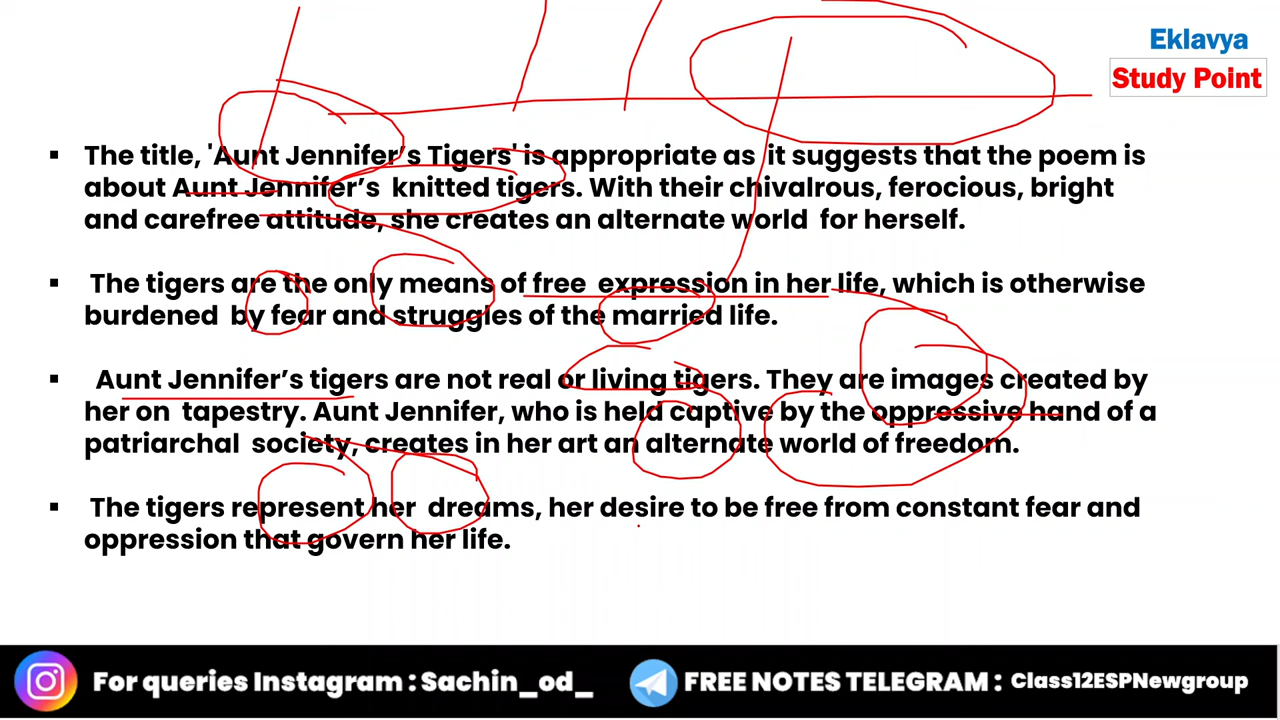 Eklavya
Study Point
▪ The title, 'Aunt Jennifer's Tigers' is appropriate as it suggests that the poem is
about Aunt Jennifer's knitted tigers. With their chivalrous, ferocious, bright
and carefree attitude, she creates an alternate world for herself.
▪ The tigers are the only means of free expression in her life, which is otherwise
burdened by fear and struggles of the married life.
▪ Aunt Jennifer's tigers are not real or living tigers. They are images created by
her on tapestry. Aunt Jennifer, who is held captive by the oppressive hand of a
patriarchal society, creates in her art an alternate world of freedom.
▪ The tigers represent her dreams, her desire to be free from constant fear and
oppression that govern her life.
For queries Instagram : Sachin_od_
FREE NOTES TELEGRAM : Class12ESPNewgroup